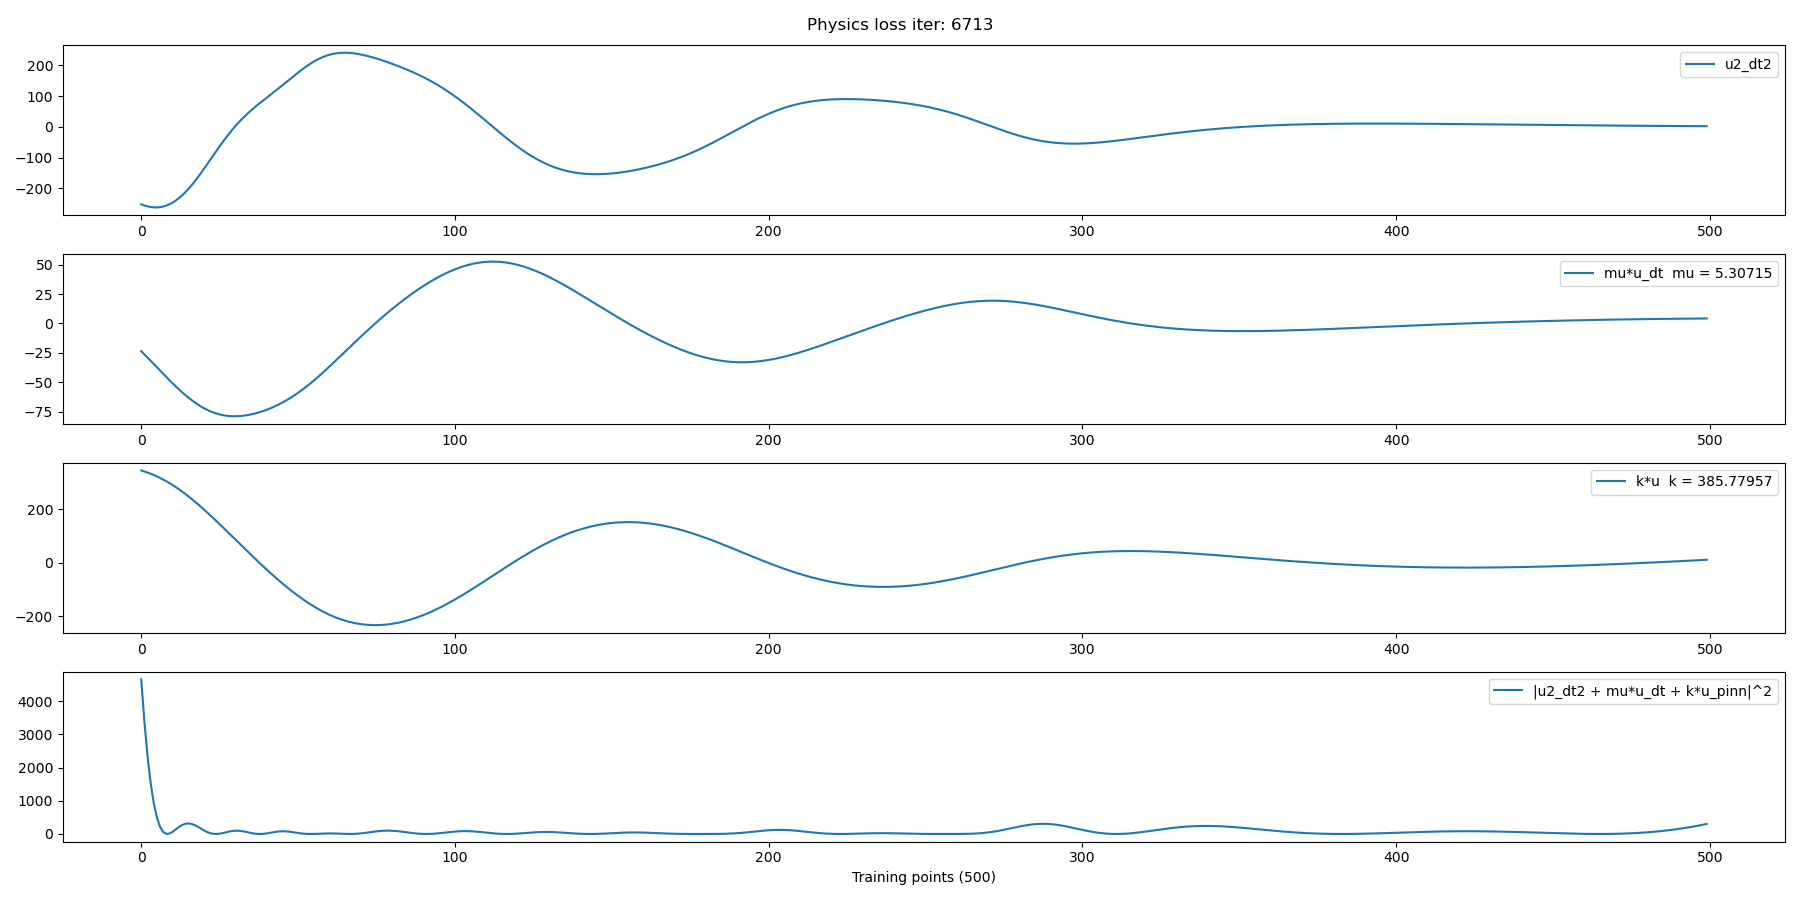 Physics loss iter: 6713
200
100
0
−100
−200
u2_dt2
0 100 200 300 400 500
50
25
0
−25
−50
−75
mu*u_dt  mu = 5.30715
0 100 200 300 400 500
200
0
−200
k*u  k = 385.77957
0 100 200 300 400 500
4000
3000
2000
1000
0
|u2_dt2 + mu*u_dt + k*u_pinn|^2
0 100 200 300 400 500
Training points (500)